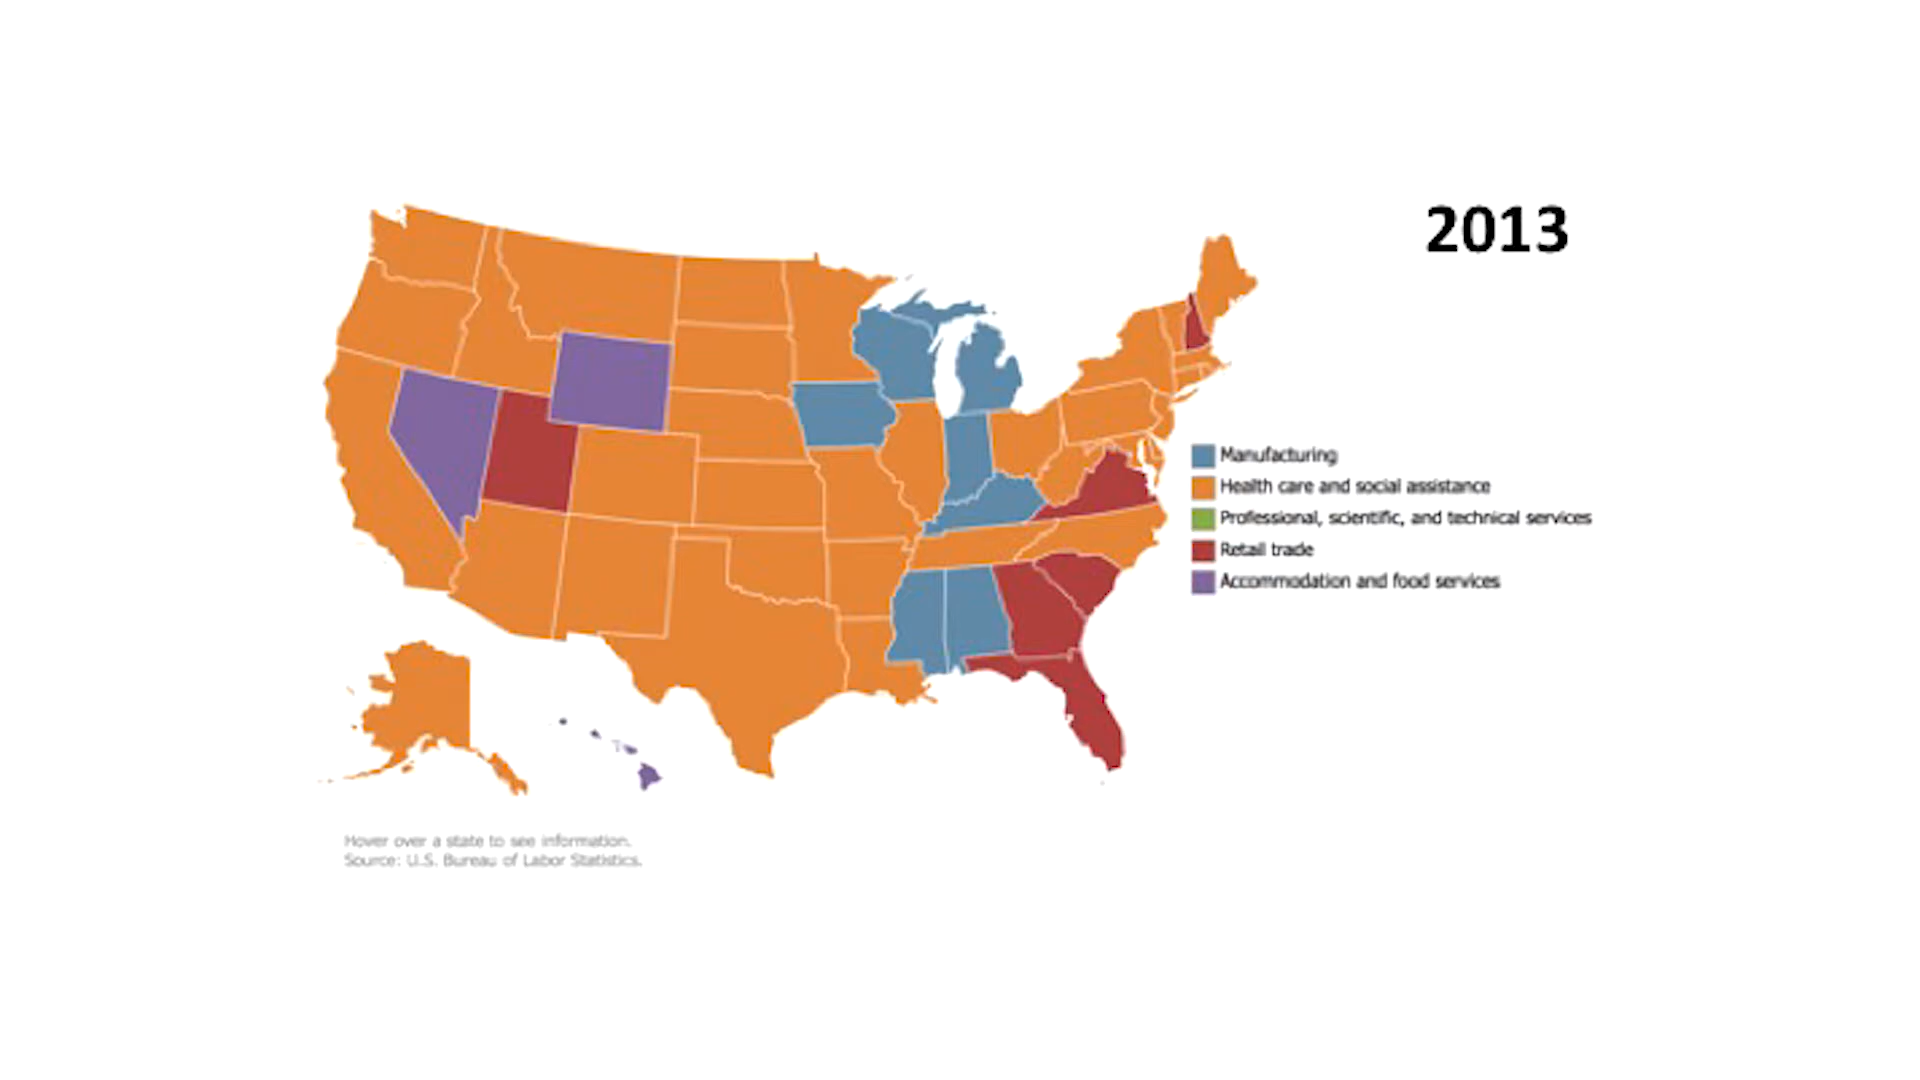 2013
Manufacturing
Health care and social assistance
Professional, scientific, and technical services
Retail trade
Accommodation and food services
Hover over a state to see information.
Source: U.S. Bureau of Labor Statistics.